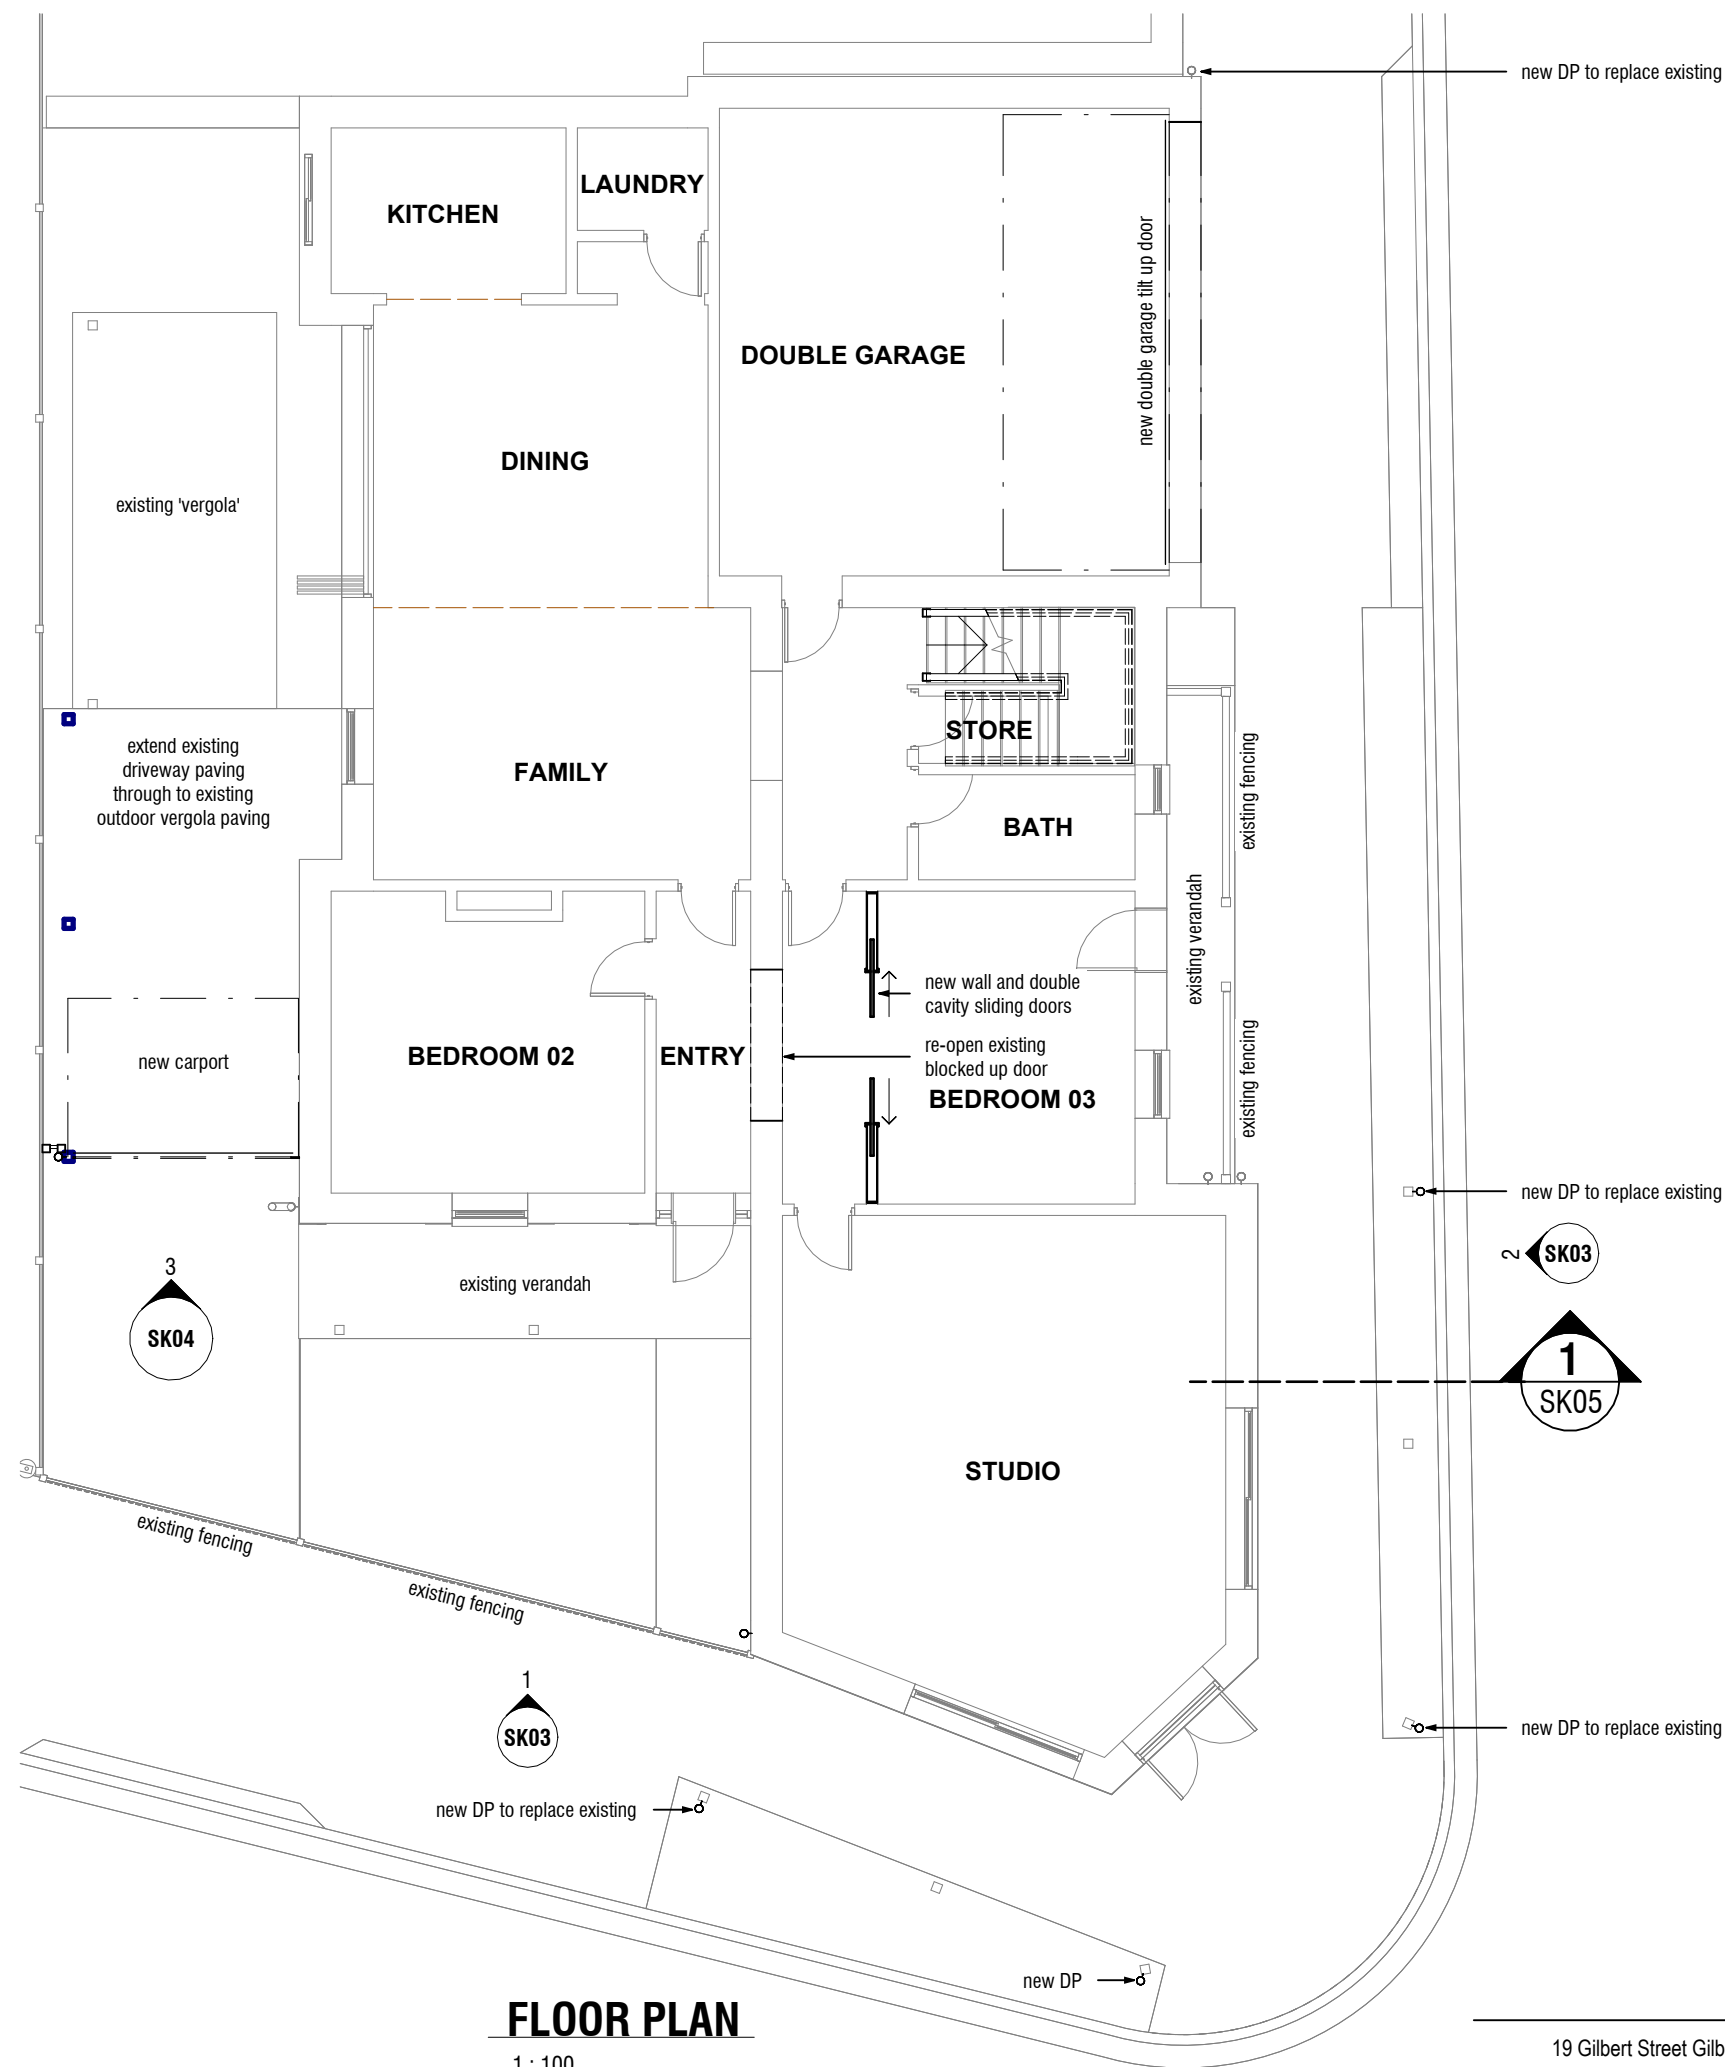 new DP to replace existing
LAUNDRY
KITCHEN
new double garage tilt up door
DOUBLE GARAGE
DINING
existing 'vergola'
extend existing
driveway paving
through to existing
outdoor vergola paving
FAMILY
STORE
existing fencing
BATH
existing verandah
new wall and double
cavity sliding doors
re-open existing
blocked up door
new carport
BEDROOM 02
ENTRY
BEDROOM 03
existing fencing
new DP to replace existing
2
SK03
3
SK04
existing verandah
1
SK05
STUDIO
existing fencing
existing fencing
1
SK03
new DP to replace existing
new DP to replace existing
new DP
FLOOR PLAN
1 : 100
19 Gilbert Street Gilb